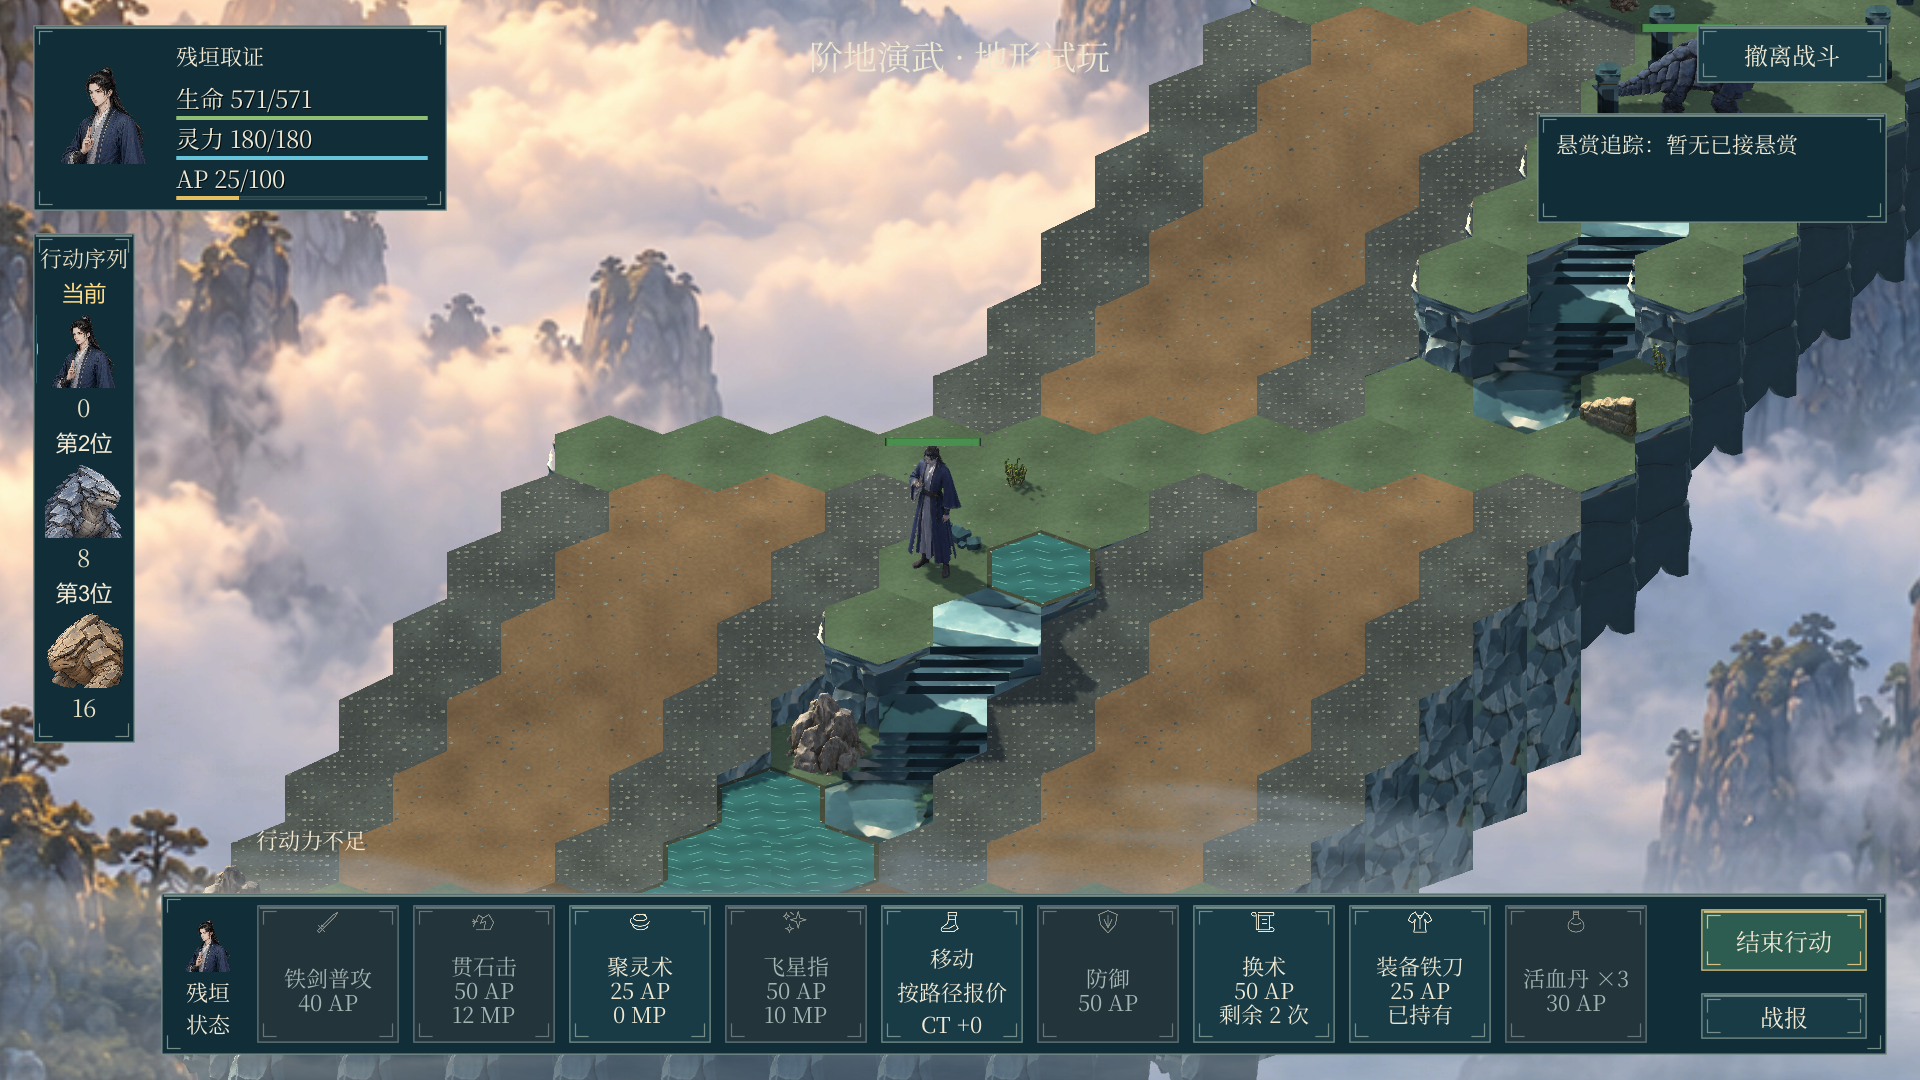 阶地演武 · 地形试玩
残垣取证
生命 571/571
灵力 180/180
AP 25/100
撤离战斗
悬赏追踪：暂无已接悬赏
行动序列
当前
0
第2位
8
第3位
16
行动力不足
残垣
状态
铁剑普攻
40 AP
贯石击
50 AP
12 MP
聚灵术
25 AP
0 MP
飞星指
50 AP
10 MP
移动
按路径报价
CT +0
防御
50 AP
换术
50 AP
剩余 2 次
装备铁刀
25 AP
已持有
活血丹 ×3
30 AP
结束行动
战报